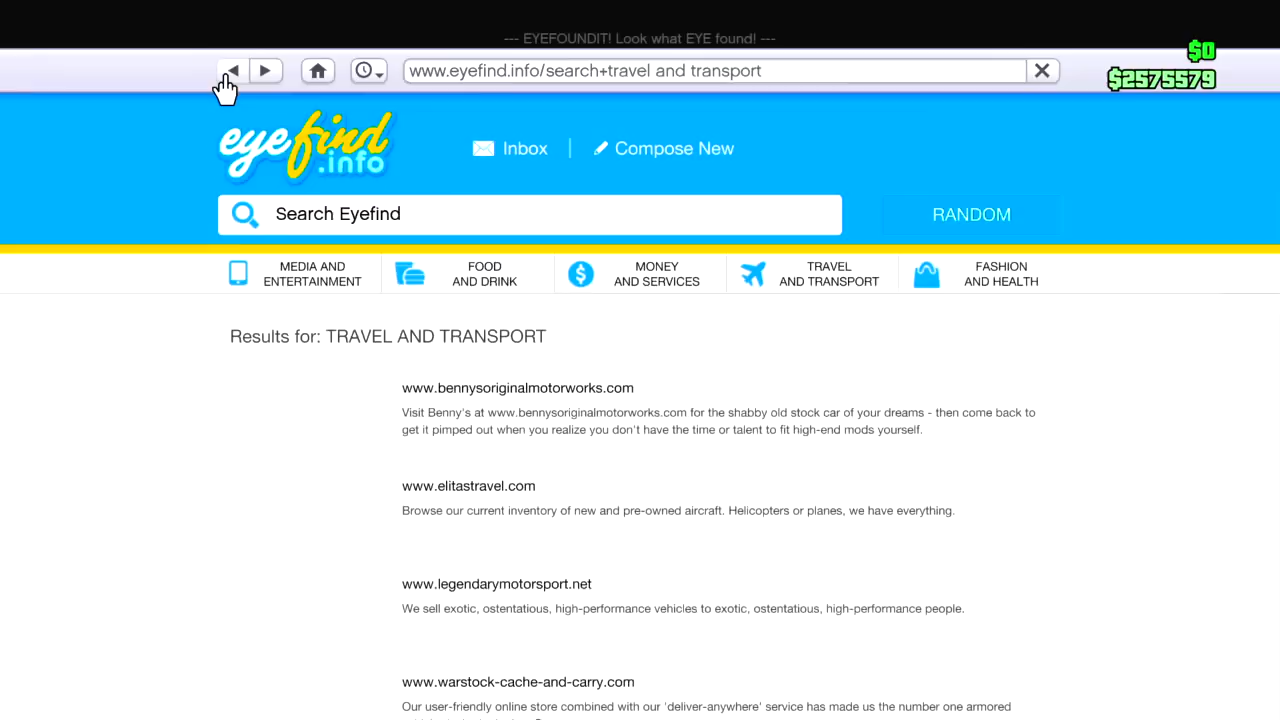 --- EYEFOUNDIT! Look what EYE found! ---
$0
www.eyefind.info/search+travel and transport
$2575579
eyefind.info
Inbox
Compose New
Search Eyefind
RANDOM
MEDIA AND ENTERTAINMENT
FOOD AND DRINK
MONEY AND SERVICES
TRAVEL AND TRANSPORT
FASHION AND HEALTH
Results for: TRAVEL AND TRANSPORT
www.bennysoriginalmotorworks.com
Visit Benny's at www.bennysoriginalmotorworks.com for the shabby old stock car of your dreams - then come back to
get it pimped out when you realize you don't have the time or talent to fit high-end mods yourself.
www.elitastravel.com
Browse our current inventory of new and pre-owned aircraft. Helicopters or planes, we have everything.
www.legendarymotorsport.net
We sell exotic, ostentatious, high-performance vehicles to exotic, ostentatious, high-performance people.
www.warstock-cache-and-carry.com
Our user-friendly online store combined with our 'deliver-anywhere' service has made us the number one armored